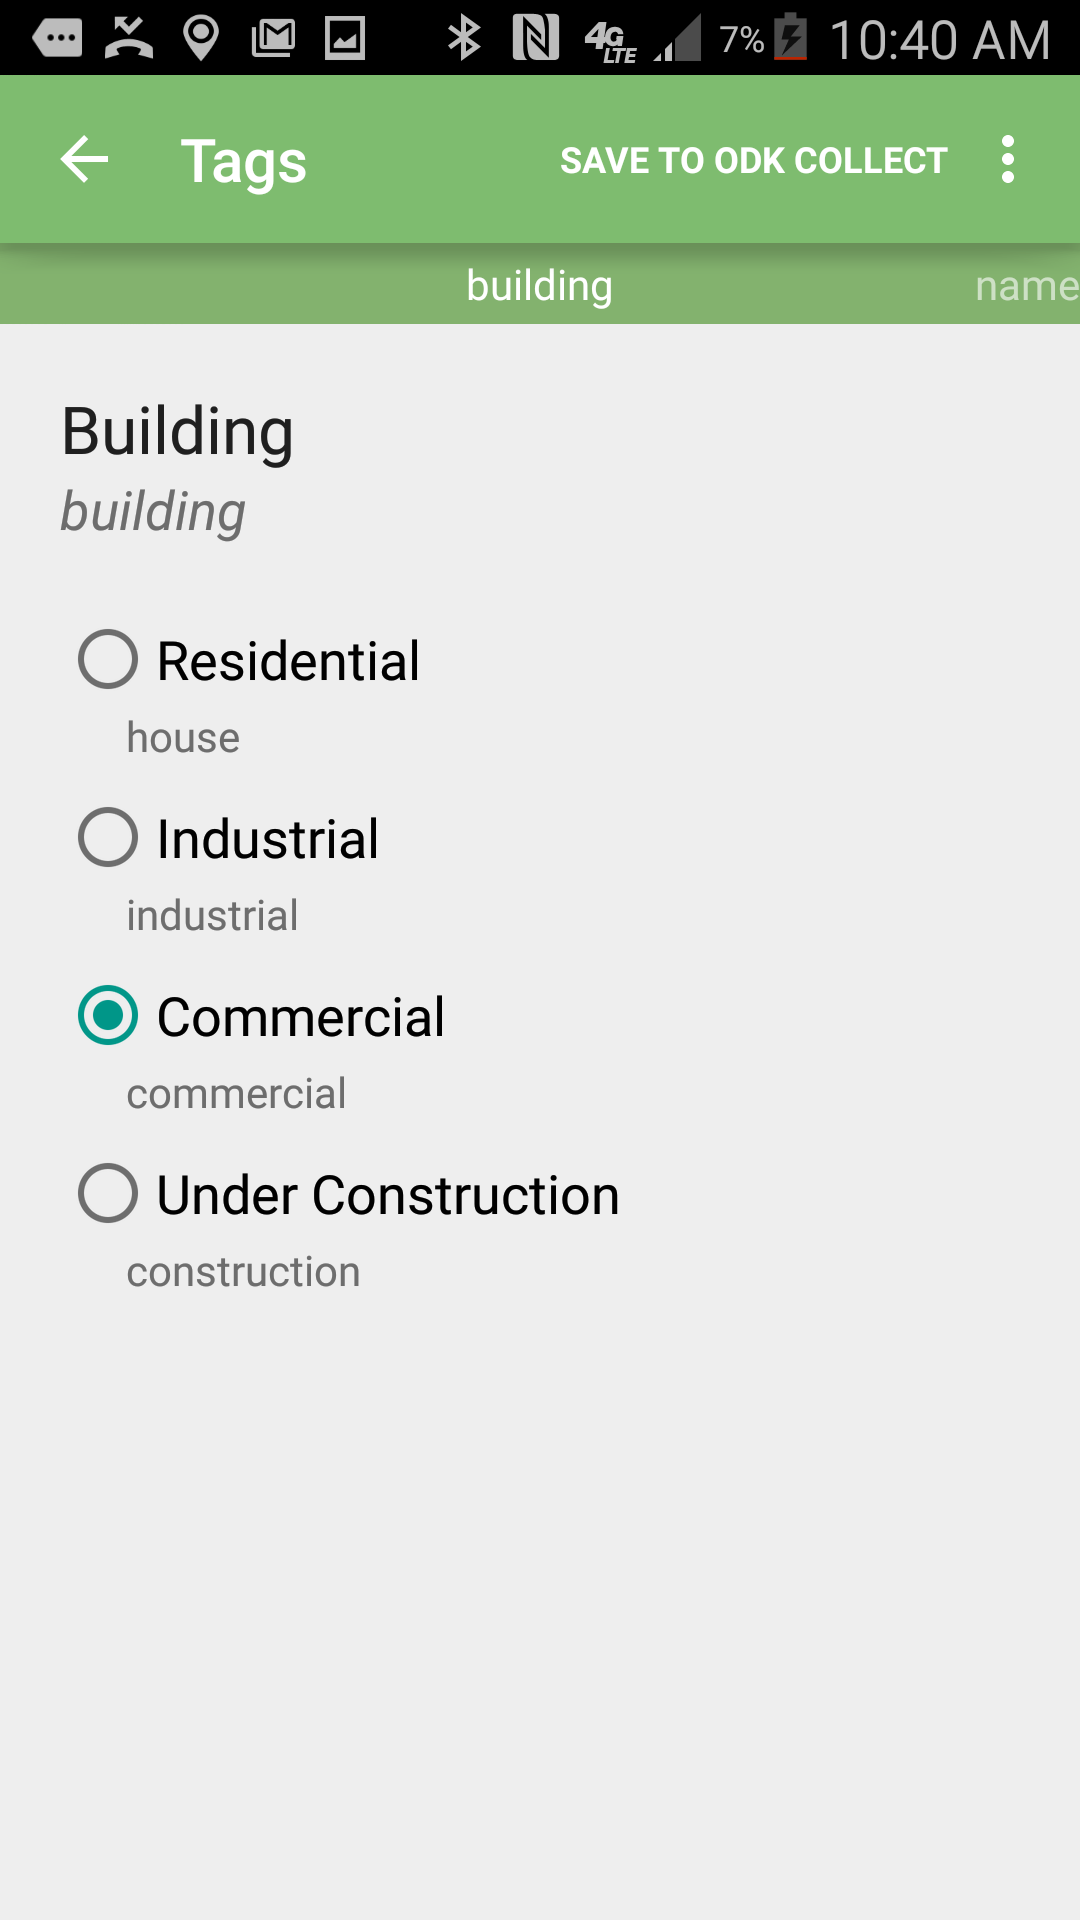 4G LTE 7% 10:40 AM
Tags SAVE TO ODK COLLECT
building name
Building
building
Residential
house
Industrial
industrial
Commercial
commercial
Under Construction
construction